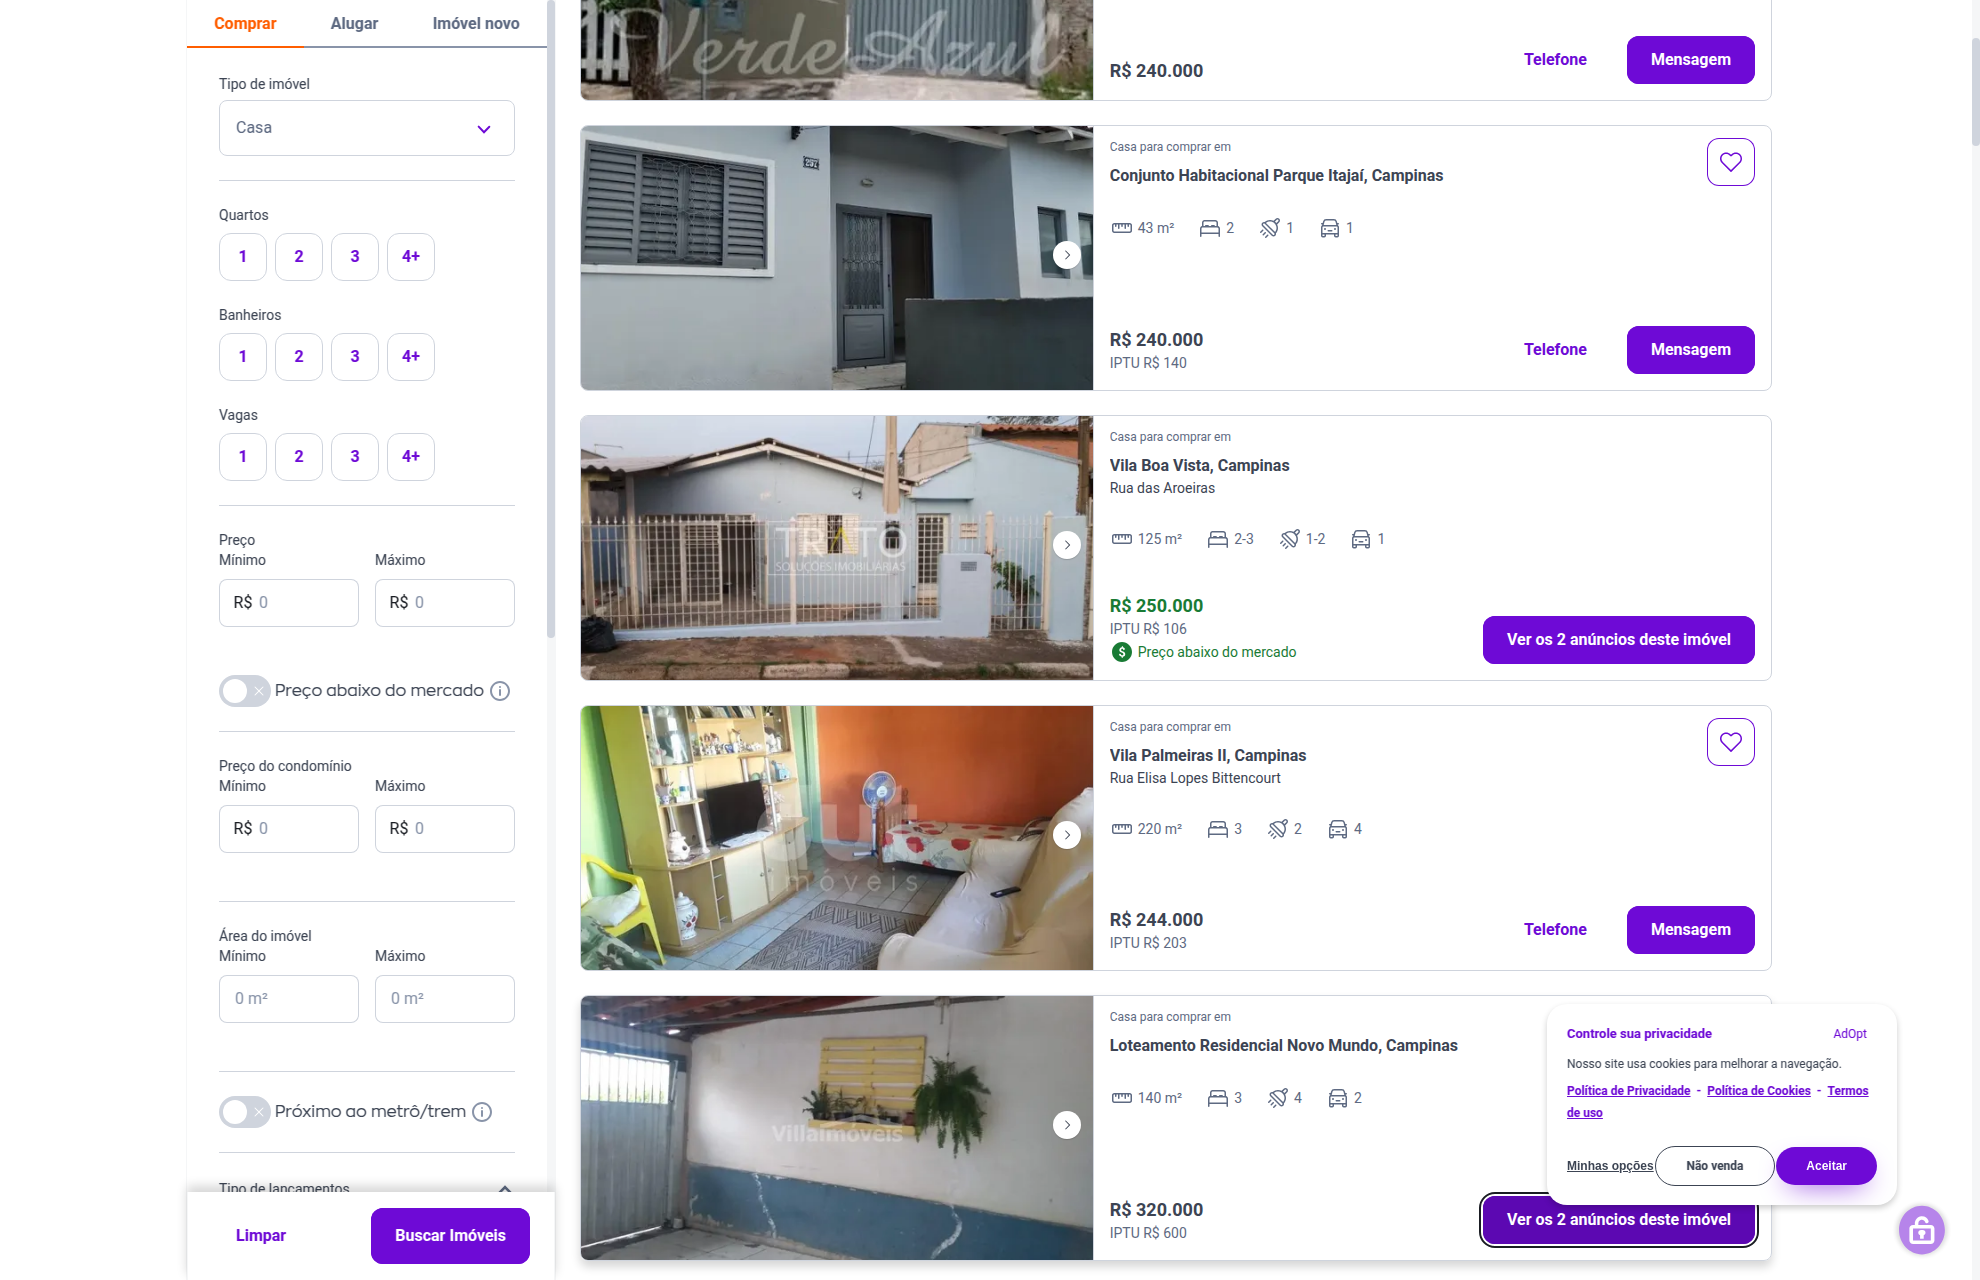 Comprar
Alugar
Imóvel novo
Tipo de imóvel
Casa
Quartos
1
2
3
4+
Banheiros
1
2
3
4+
Vagas
1
2
3
4+
Preço
Mínimo
Máximo
R$ 0
R$ 0
Preço abaixo do mercado
Preço do condomínio
Mínimo
Máximo
R$ 0
R$ 0
Área do imóvel
Mínimo
Máximo
0 m²
0 m²
Próximo ao metrô/trem
Tipo de lançamentos
Limpar
Buscar Imóveis
Verde Azul
R$ 240.000
Telefone
Mensagem
Casa para comprar em
Conjunto Habitacional Parque Itajaí, Campinas
43 m²
2
1
1
R$ 240.000
IPTU R$ 140
Telefone
Mensagem
TRATO
SOLUÇÕES IMOBILIÁRIAS
Casa para comprar em
Vila Boa Vista, Campinas
Rua das Aroeiras
125 m²
2-3
1-2
1
R$ 250.000
IPTU R$ 106
Preço abaixo do mercado
Ver os 2 anúncios deste imóvel
imóveis
Casa para comprar em
Vila Palmeiras II, Campinas
Rua Elisa Lopes Bittencourt
220 m²
3
2
4
R$ 244.000
IPTU R$ 203
Telefone
Mensagem
Villaimóveis
Casa para comprar em
Loteamento Residencial Novo Mundo, Campinas
140 m²
3
4
2
R$ 320.000
IPTU R$ 600
Ver os 2 anúncios deste imóvel
Controle sua privacidade
AdOpt
Nosso site usa cookies para melhorar a navegação.
Política de Privacidade - Política de Cookies - Termos
de uso
Minhas opções
Não venda
Aceitar